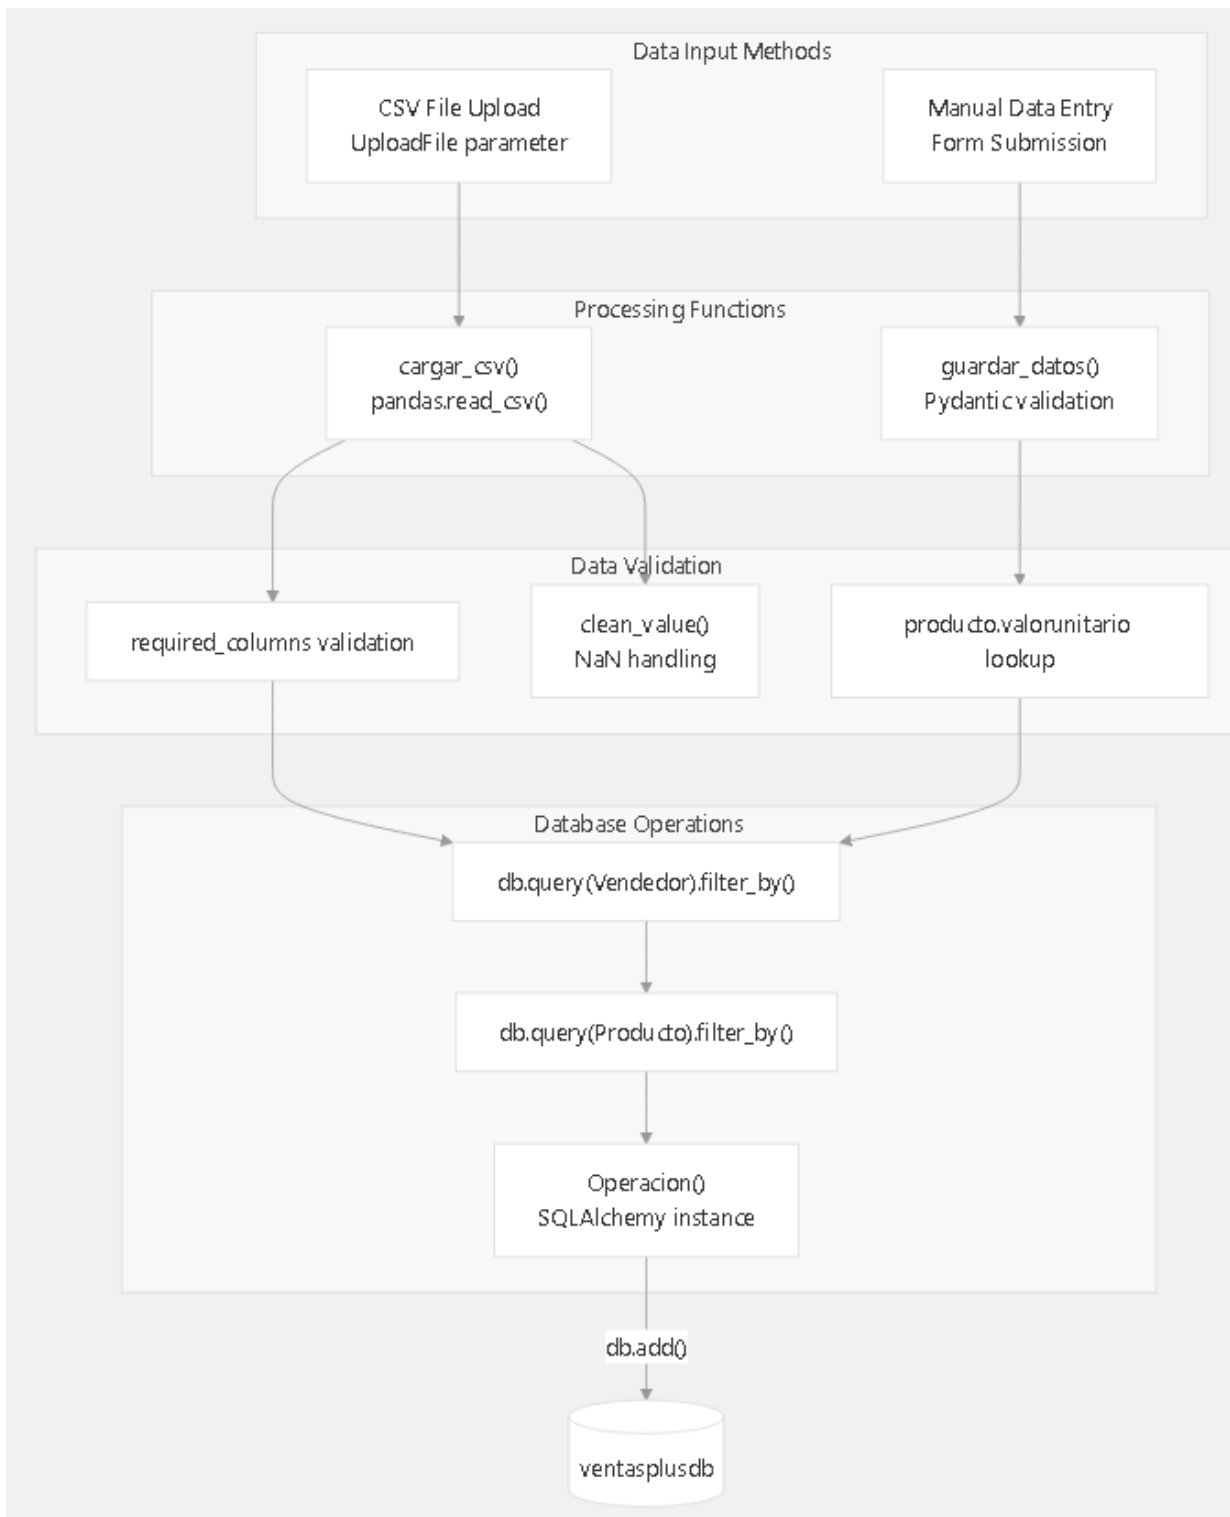 Data Input Methods
CSV File Upload
UploadFile parameter
Manual Data Entry
Form Submission
Processing Functions
cargar_csv()
pandas.read_csv()
guardar_datos()
Pydantic validation
Data Validation
required_columns validation
clean_value()
NaN handling
producto.valorunitario
lookup
Database Operations
db.query(Vendedor).filter_by()
db.query(Producto).filter_by()
Operacion()
SQLAlchemy instance
db.add()
ventasplusdb